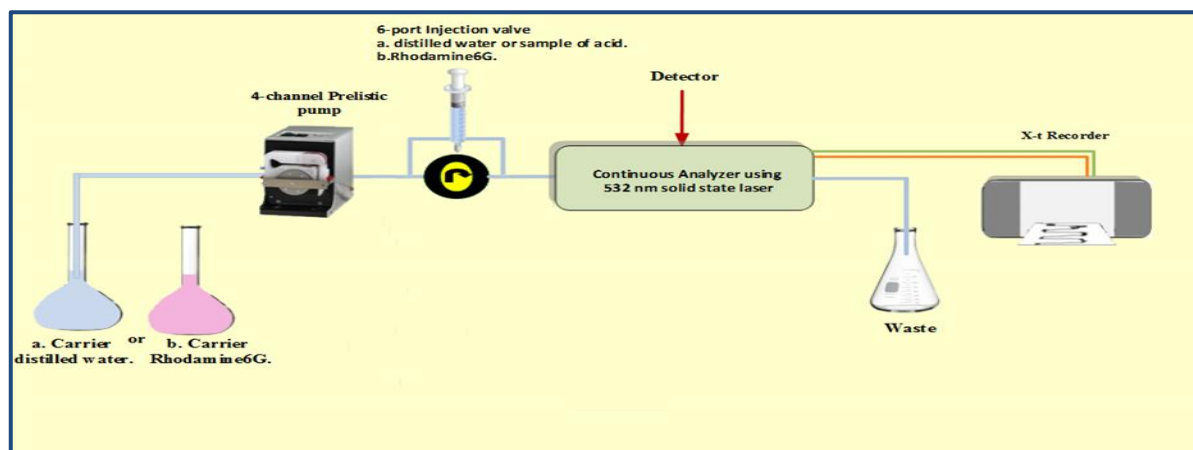 6-port Injection valve
a. distilled water or sample of acid.
b.Rhodamine6G.
4-channel Prelistic
pump
Detector
X-t Recorder
Continuous Analyzer using
532 nm solid state laser
a. Carrier or b. Carrier
distilled water. Rhodamine6G.
Waste